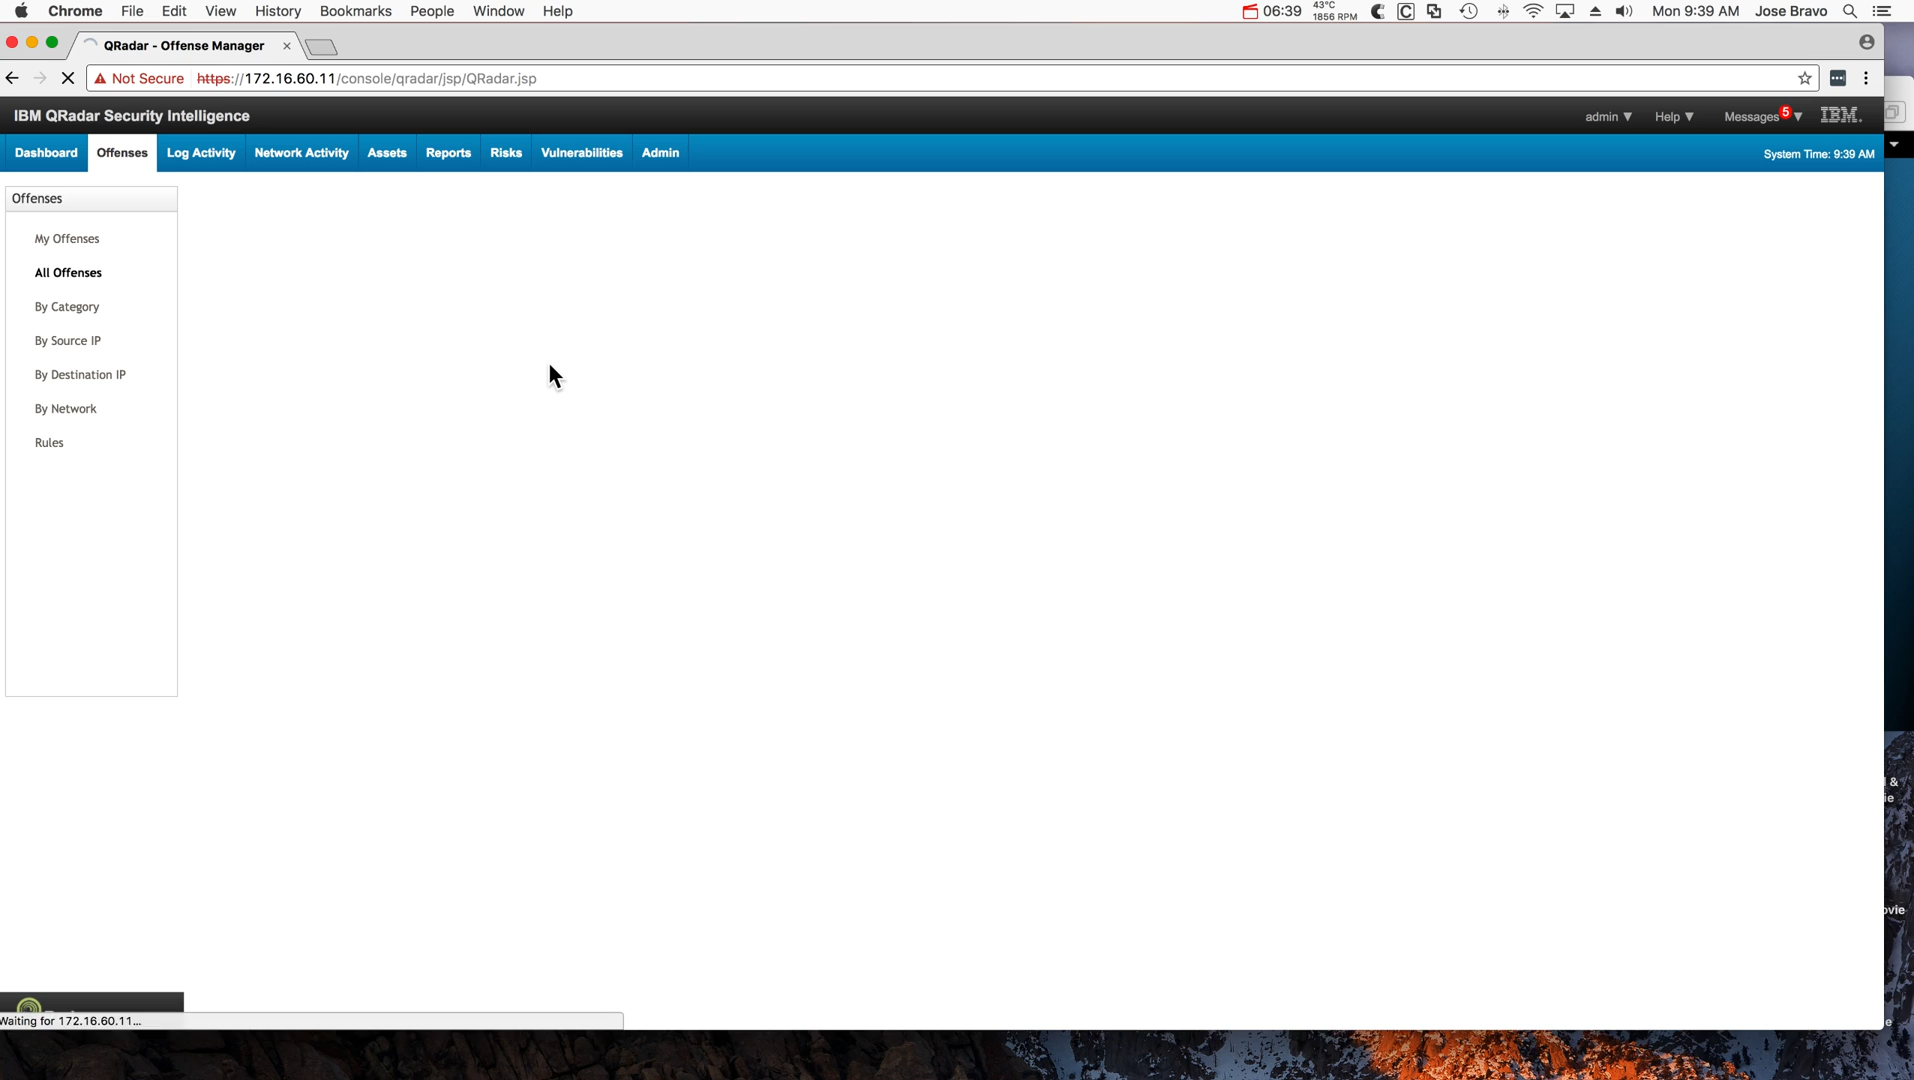 Chrome File Edit View History Bookmarks People Window Help 06:39 43°C 1856 RPM Mon 9:39 AM Jose Bravo
QRadar - Offense Manager
Not Secure https://172.16.60.11/console/qradar/jsp/QRadar.jsp
IBM QRadar Security Intelligence admin Help Messages 5 IBM.
Dashboard Offenses Log Activity Network Activity Assets Reports Risks Vulnerabilities Admin System Time: 9:39 AM
Offenses
My Offenses
All Offenses
By Category
By Source IP
By Destination IP
By Network
Rules
Waiting for 172.16.60.11...